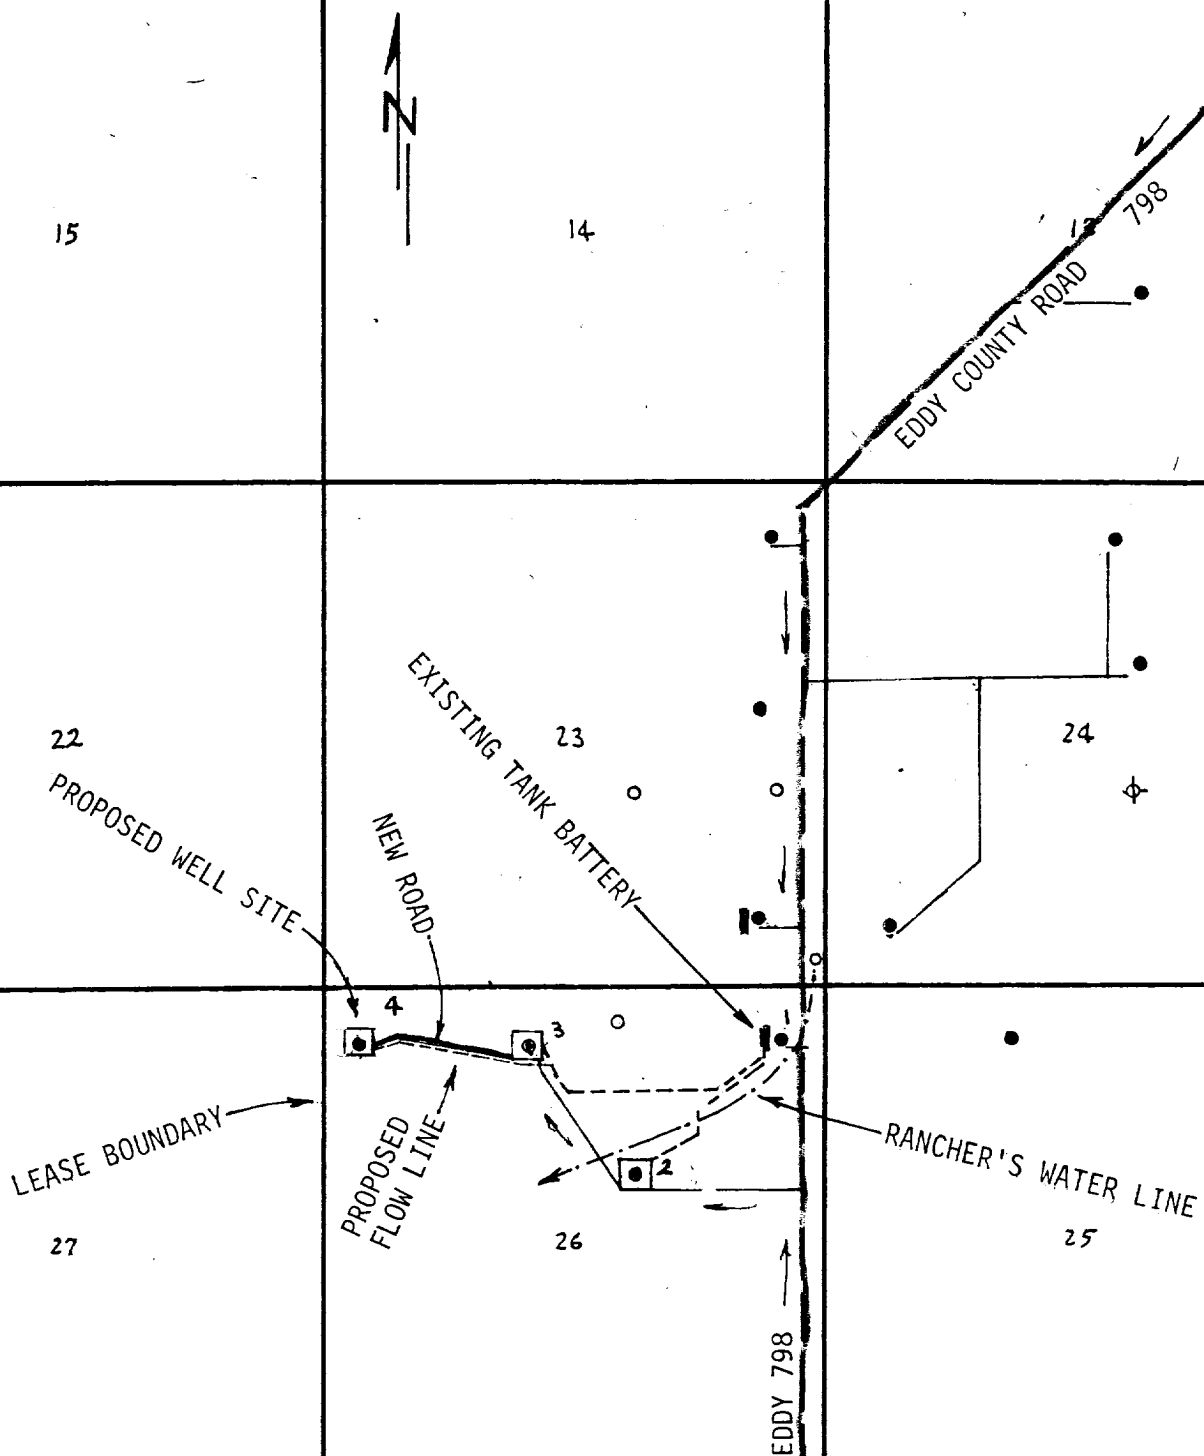 N
15
14
798
EDDY COUNTY ROAD
EXISTING TANK BATTERY
22
23
24
PROPOSED WELL SITE
NEW ROAD
4
3
1
LEASE BOUNDARY
PROPOSED
FLOW LINE
2
RANCHER'S WATER LINE
27
26
25
EDDY 798